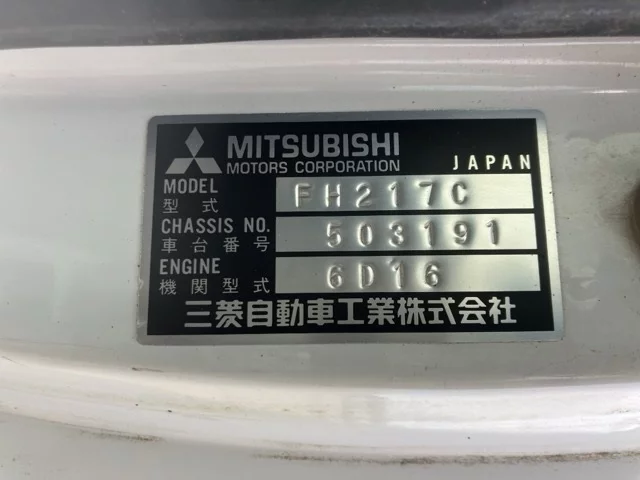 MITSUBISHI
MOTORS CORPORATION JAPAN
MODEL FH217C
型式
CHASSIS NO. 503191
車台番号
ENGINE 6D16
機関型式
三菱自動車工業株式会社